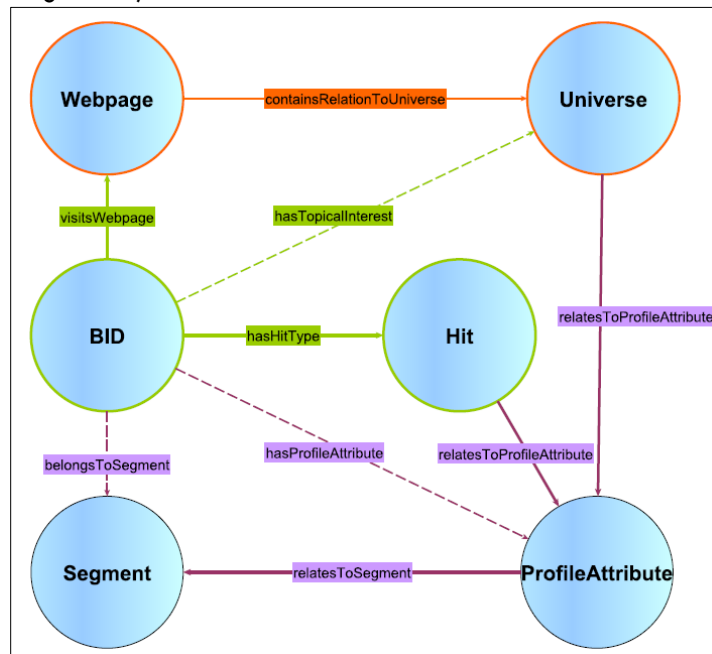 Webpage
containsRelationToUniverse
Universe
visitsWebpage
hasTopicalInterest
BID
hasHitType
Hit
relatesToProfileAttribute
belongsToSegment
hasProfileAttribute
relatesToProfileAttribute
Segment
relatesToSegment
ProfileAttribute